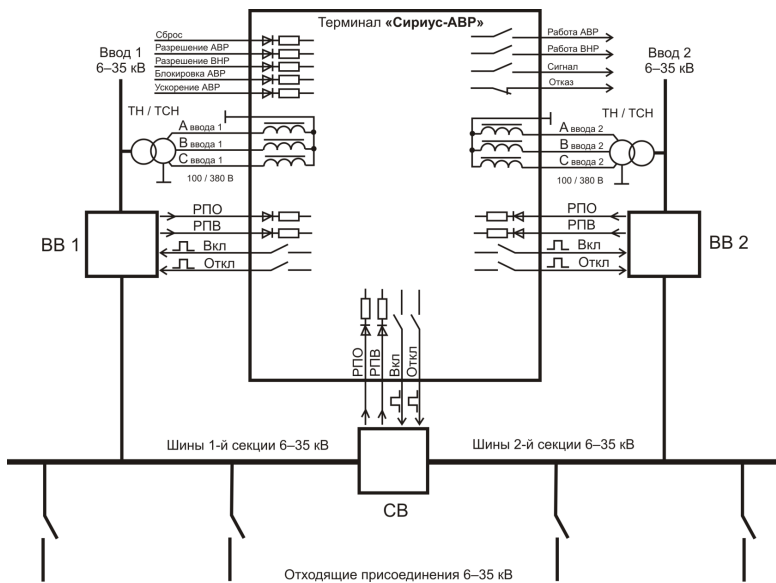 Терминал «Сириус-АВР»
Ввод 1
6–35 кВ
Сброс
Разрешение АВР
Разрешение ВНР
Блокировка АВР
Ускорение АВР
Работа АВР
Работа ВНР
Сигнал
Отказ
Ввод 2
6–35 кВ
ТН / ТСН
А ввода 1
В ввода 1
С ввода 1
100 / 380 В
ТН / ТСН
А ввода 2
В ввода 2
С ввода 2
100 / 380 В
ВВ 1
РПО
РПВ
Вкл
Откл
РПО
РПВ
Вкл
Откл
ВВ 2
РПО
РПВ
Вкл
Откл
Шины 1-й секции 6–35 кВ
Шины 2-й секции 6–35 кВ
СВ
Отходящие присоединения 6–35 кВ